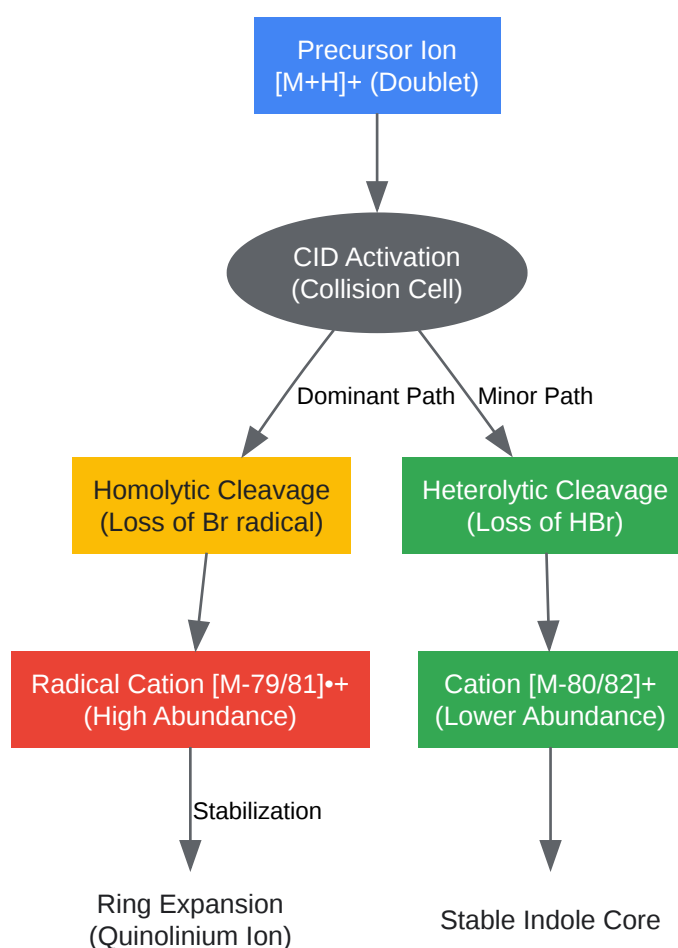 Precursor Ion
[M+H]+ (Doublet)
CID Activation
(Collision Cell)
Dominant Path
Minor Path
Homolytic Cleavage
(Loss of Br radical)
Heterolytic Cleavage
(Loss of HBr)
Radical Cation [M-79/81]•+
(High Abundance)
Cation [M-80/82]+
(Lower Abundance)
Stabilization
Ring Expansion
(Quinolinium Ion)
Stable Indole Core